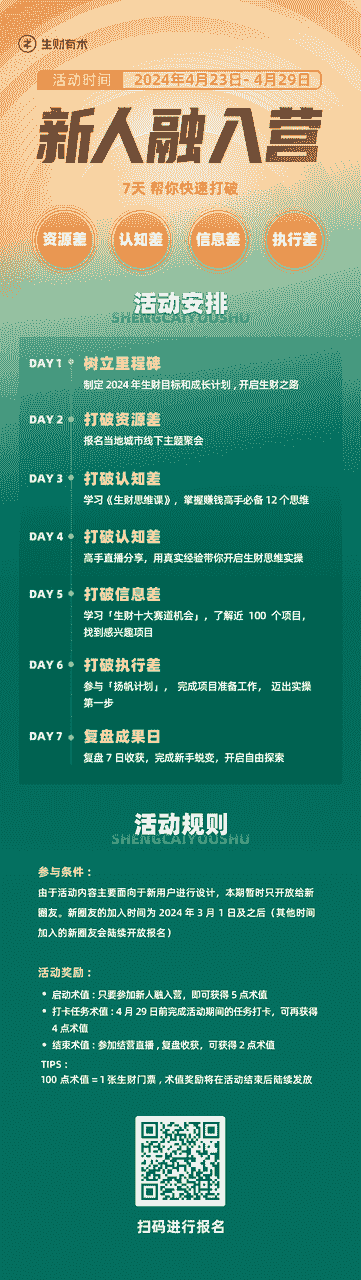 生财有术
活动时间 2024年4月23日- 4月29日
新人融入营
7天 帮你快速打破
资源差 认知差 信息差 执行差
活动安排
SHENGCAIYOUSHU
DAY 1 树立里程碑
制定 2024 年生财目标和成长计划 , 开启生财之路
DAY 2 打破资源差
报名当地城市线下主题聚会
DAY 3 打破认知差
学习《生财思维课》, 掌握赚钱高手必备 12 个思维
DAY 4 打破认知差
高手直播分享，用真实经验带你开启生财思维实操
DAY 5 打破信息差
学习「生财十大赛道机会」, 了解近 100 个项目，
找到感兴趣项目
DAY 6 打破执行差
参与「扬帆计划」, 完成项目准备工作， 迈出实操
第一步
DAY 7 复盘成果日
复盘 7 日收获，完成新手蜕变，开启自由探索
活动规则
SHENGCAIYOUSHU
参与条件 :
由于活动内容主要面向于新用户进行设计，本期暂时只开放给新
圈友。新圈友的加入时间为 2024 年 3 月 1 日及之后（其他时间
加入的新圈友会陆续开放报名）
活动奖励 :
• 启动术值 : 只要参加新人融入营，即可获得 5 点术值
• 打卡任务术值 : 4 月 29 日前完成活动期间的任务打卡，可再获得
4 点术值
• 结束术值 : 参加结营直播 , 复盘收获，可获得 2 点术值
TIPS :
100 点术值 = 1 张生财门票 , 术值奖励将在活动结束后陆续发放
扫码进行报名